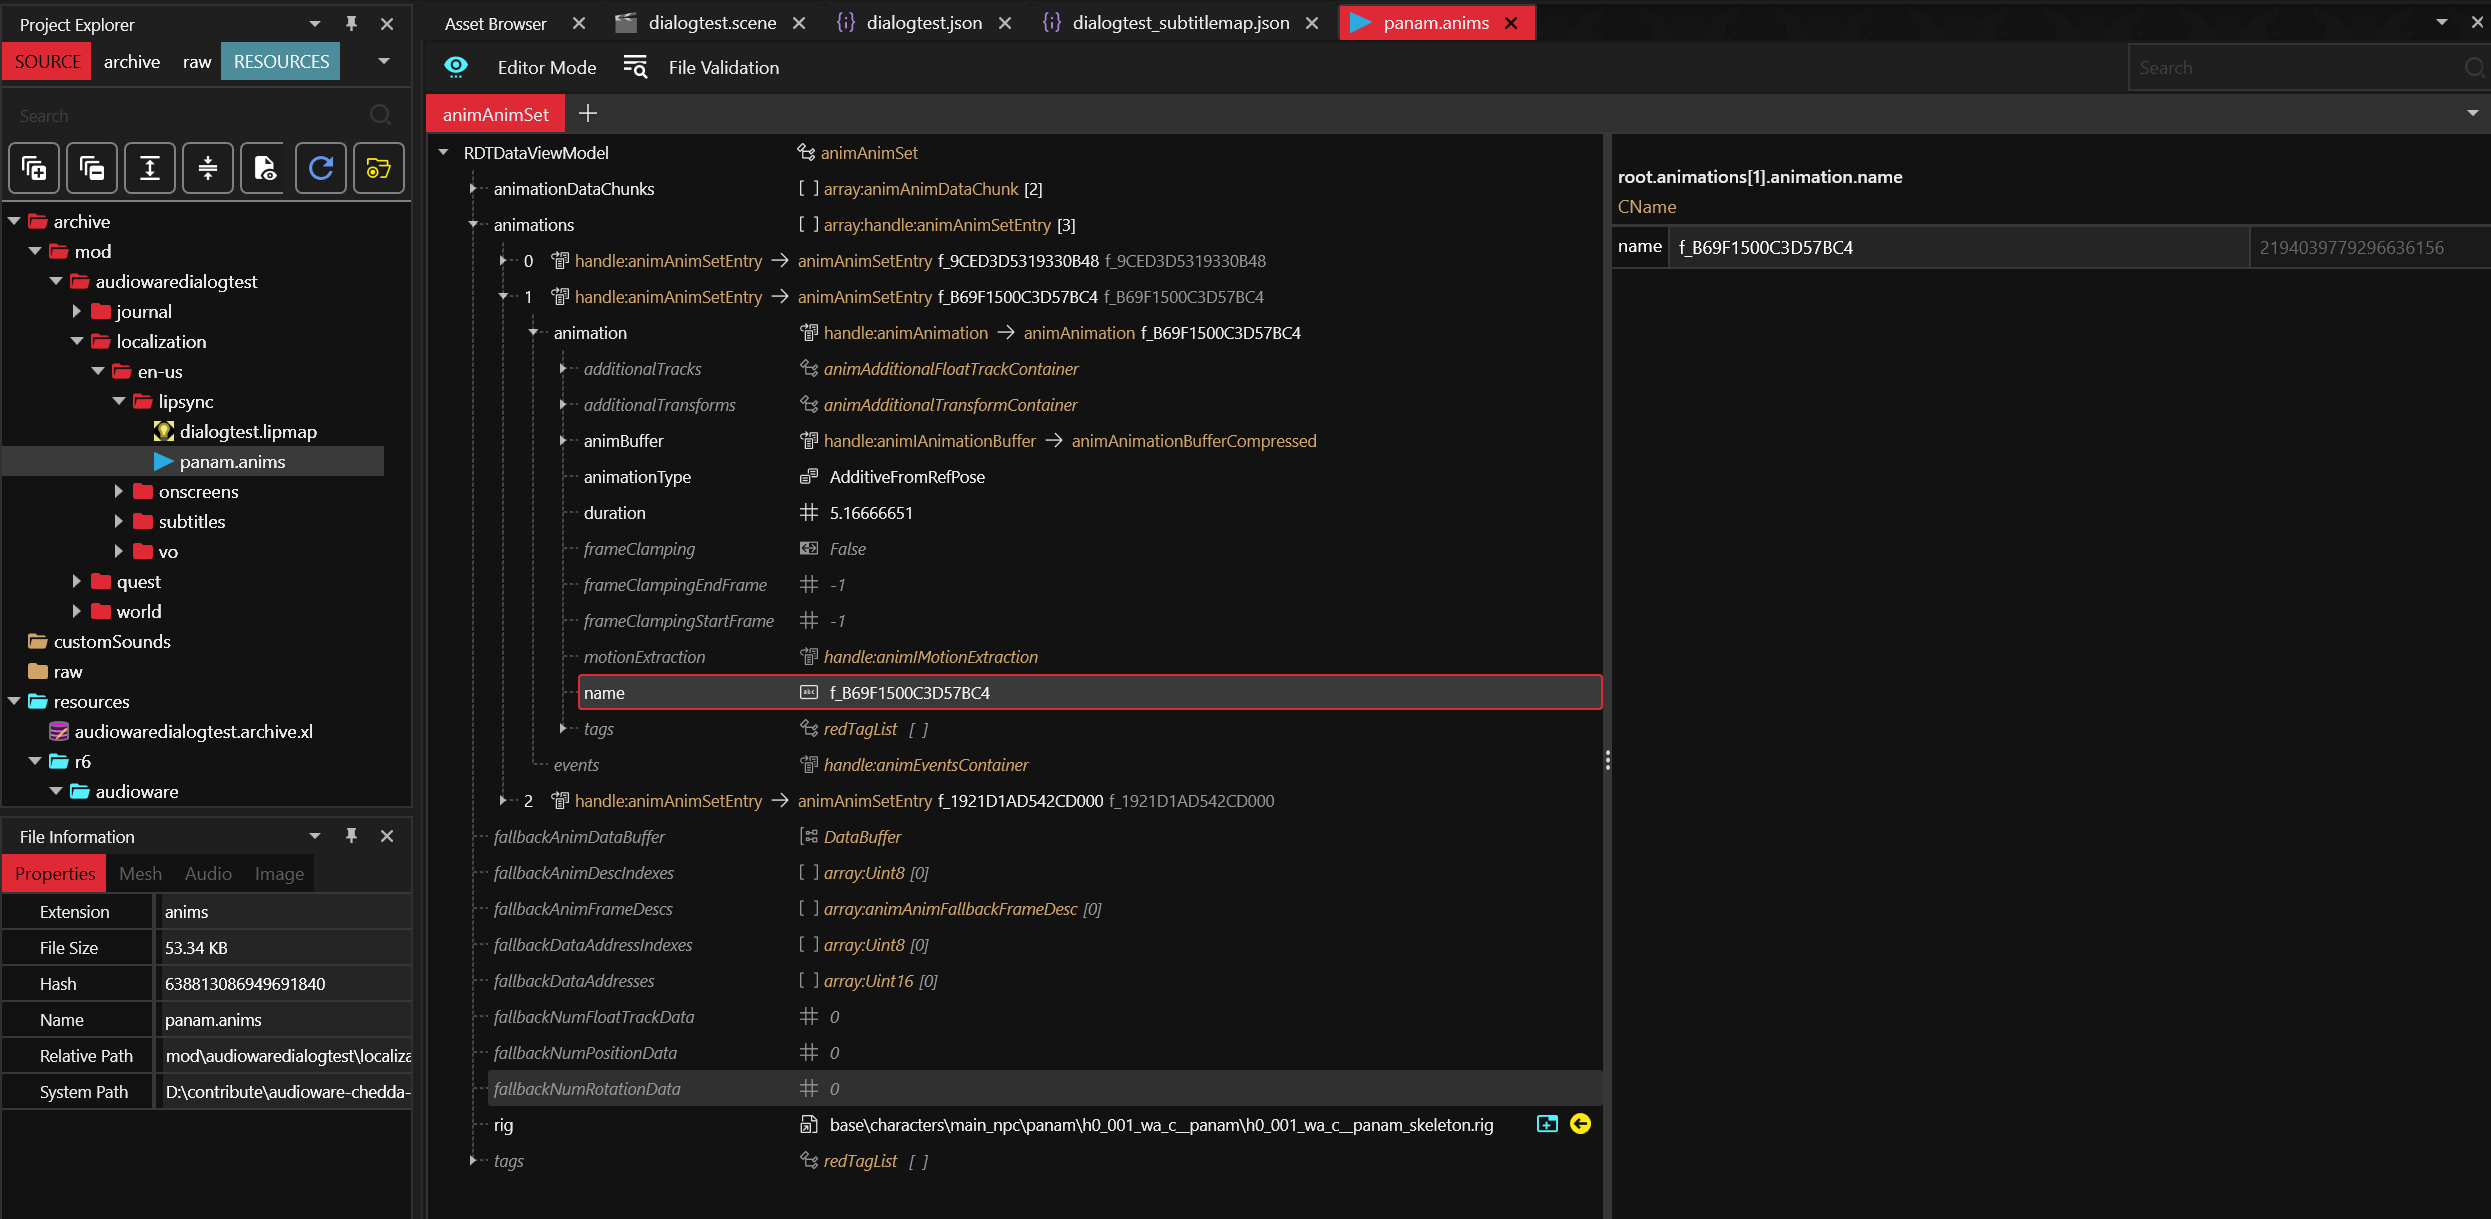 Project Explorer
SOURCE archive raw RESOURCES
Search
archive
mod
audiowaredialogtest
journal
localization
en-us
lipsync
dialogtest.lipmap
panam.anims
onscreens
subtitles
vo
quest
world
customSounds
raw
resources
audiowaredialogtest.archive.xl
r6
audioware
File Information
Properties Mesh Audio Image
Extension anims
File Size 53.34 KB
Hash 638813086949691840
Name panam.anims
Relative Path mod\audiowaredialogtest\localiza
System Path D:\contribute\audioware-chedda-
Asset Browser dialogtest.scene dialogtest.json dialogtest_subtitlemap.json panam.anims
Editor Mode File Validation Search
animAnimSet
RDTDataViewModel animAnimSet
animationDataChunks [ ] array:animAnimDataChunk [2]
animations [ ] array:handle:animAnimSetEntry [3]
0 handle:animAnimSetEntry → animAnimSetEntry f_9CED3D5319330B48 f_9CED3D5319330B48
1 handle:animAnimSetEntry → animAnimSetEntry f_B69F1500C3D57BC4 f_B69F1500C3D57BC4
animation handle:animAnimation → animAnimation f_B69F1500C3D57BC4
additionalTracks animAdditionalFloatTrackContainer
additionalTransforms animAdditionalTransformContainer
animBuffer handle:animIAnimationBuffer → animAnimationBufferCompressed
animationType AdditiveFromRefPose
duration 5.16666651
frameClamping False
frameClampingEndFrame -1
frameClampingStartFrame -1
motionExtraction handle:animIMotionExtraction
name f_B69F1500C3D57BC4
tags redTagList [ ]
events handle:animEventsContainer
2 handle:animAnimSetEntry → animAnimSetEntry f_1921D1AD542CD000 f_1921D1AD542CD000
fallbackAnimDataBuffer DataBuffer
fallbackAnimDescIndexes [ ] array:Uint8 [0]
fallbackAnimFrameDescs [ ] array:animAnimFallbackFrameDesc [0]
fallbackDataAddressIndexes [ ] array:Uint8 [0]
fallbackDataAddresses [ ] array:Uint16 [0]
fallbackNumFloatTrackData 0
fallbackNumPositionData 0
fallbackNumRotationData 0
rig base\characters\main_npc\panam\h0_001_wa_c__panam\h0_001_wa_c__panam_skeleton.rig
tags redTagList [ ]
root.animations[1].animation.name
CName
name f_B69F1500C3D57BC4 2194039779296636156